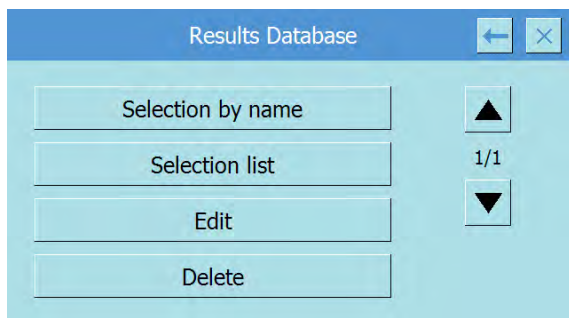 Results Database
Selection by name
Selection list
1/1
Edit
Delete